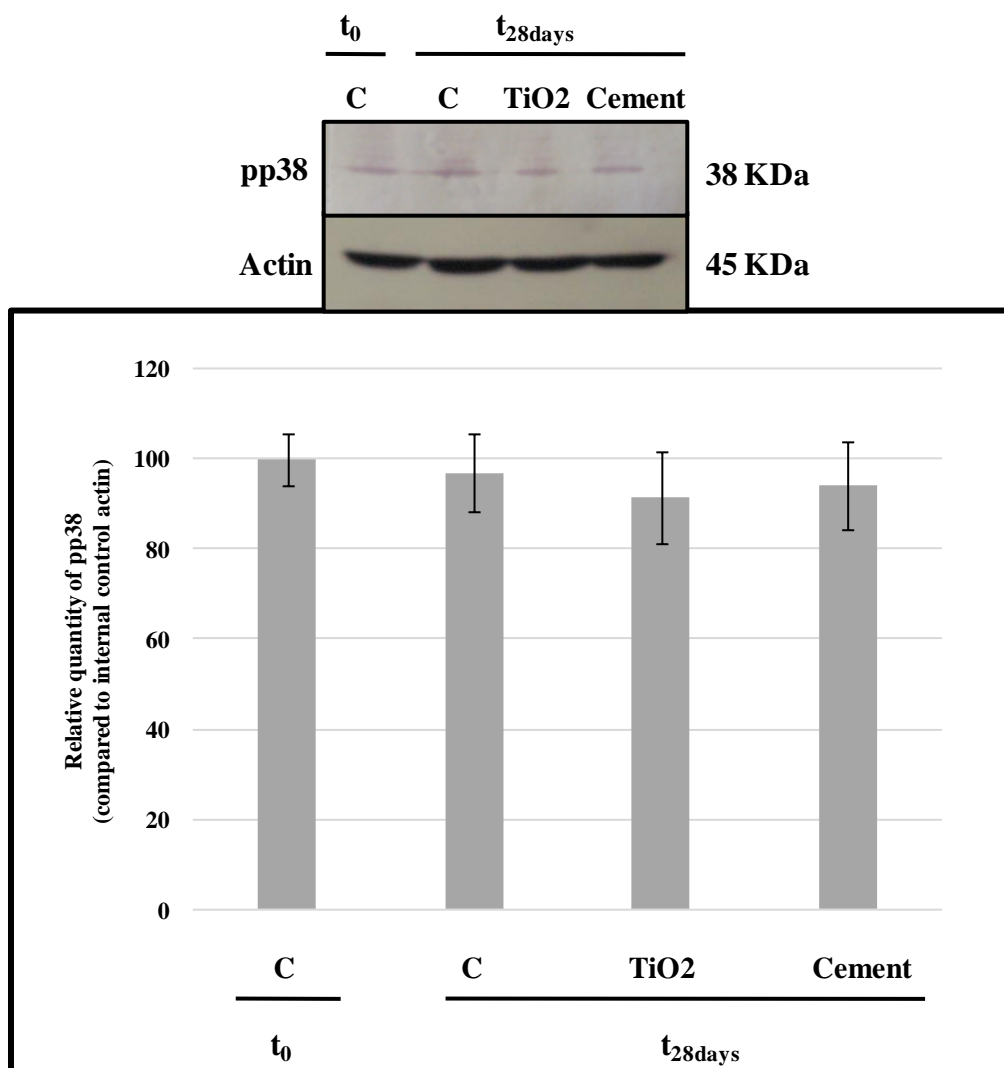 t0 t28days
C C TiO2 Cement
pp38 38 KDa
Actin 45 KDa
120
100
80
60
40
20
0
Relative quantity of pp38
(compared to internal control actin)
C C TiO2 Cement
t0 t28days